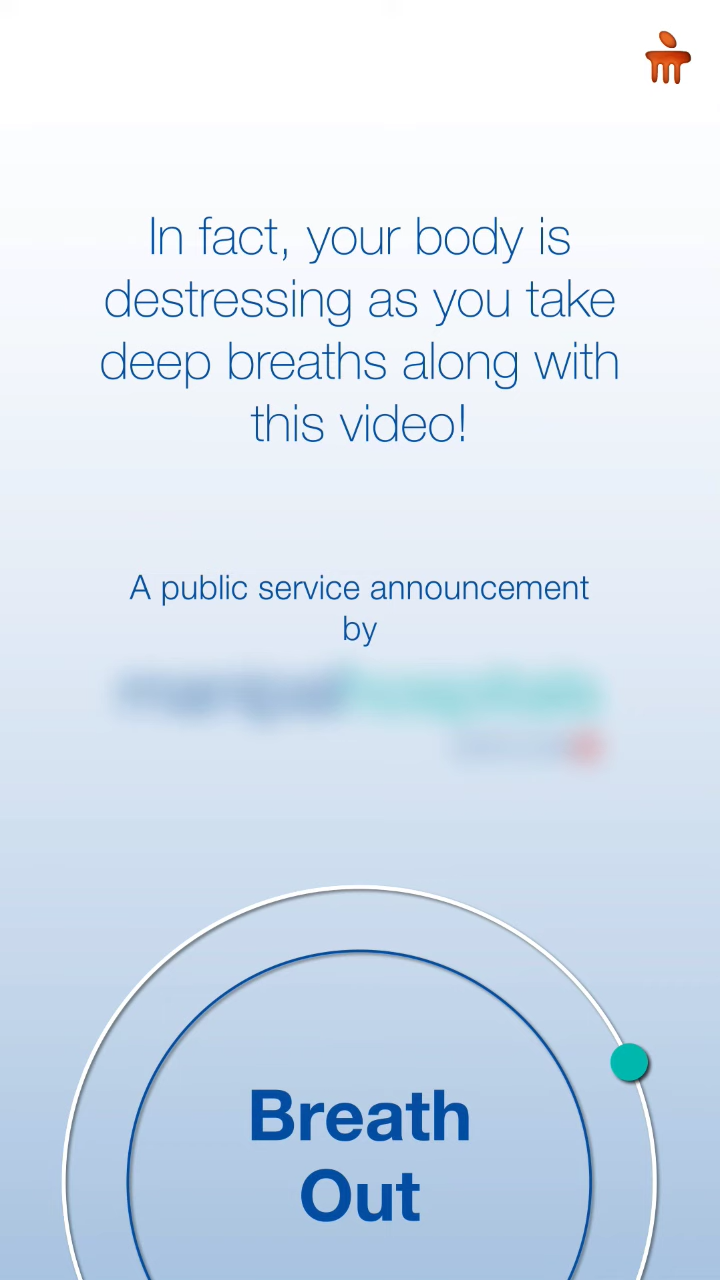 In fact, your body is
destressing as you take
deep breaths along with
this video!
A public service announcement
by
manipalhospitals
Breath
Out